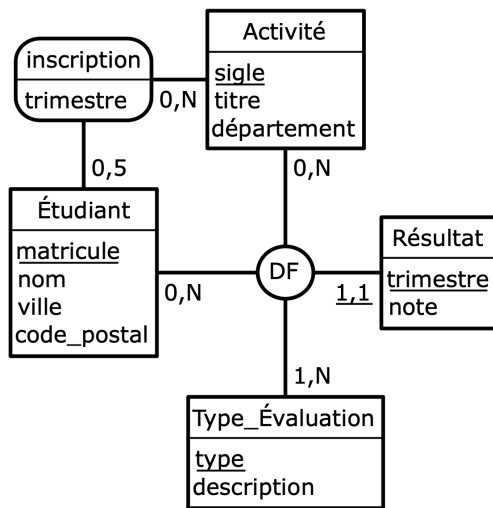 Activité
sigle
titre
département
inscription
trimestre
0,N
0,5
0,N
Étudiant
matricule
nom
ville
code_postal
0,N
DF
1,1
Résultat
trimestre
note
1,N
Type_Évaluation
type
description